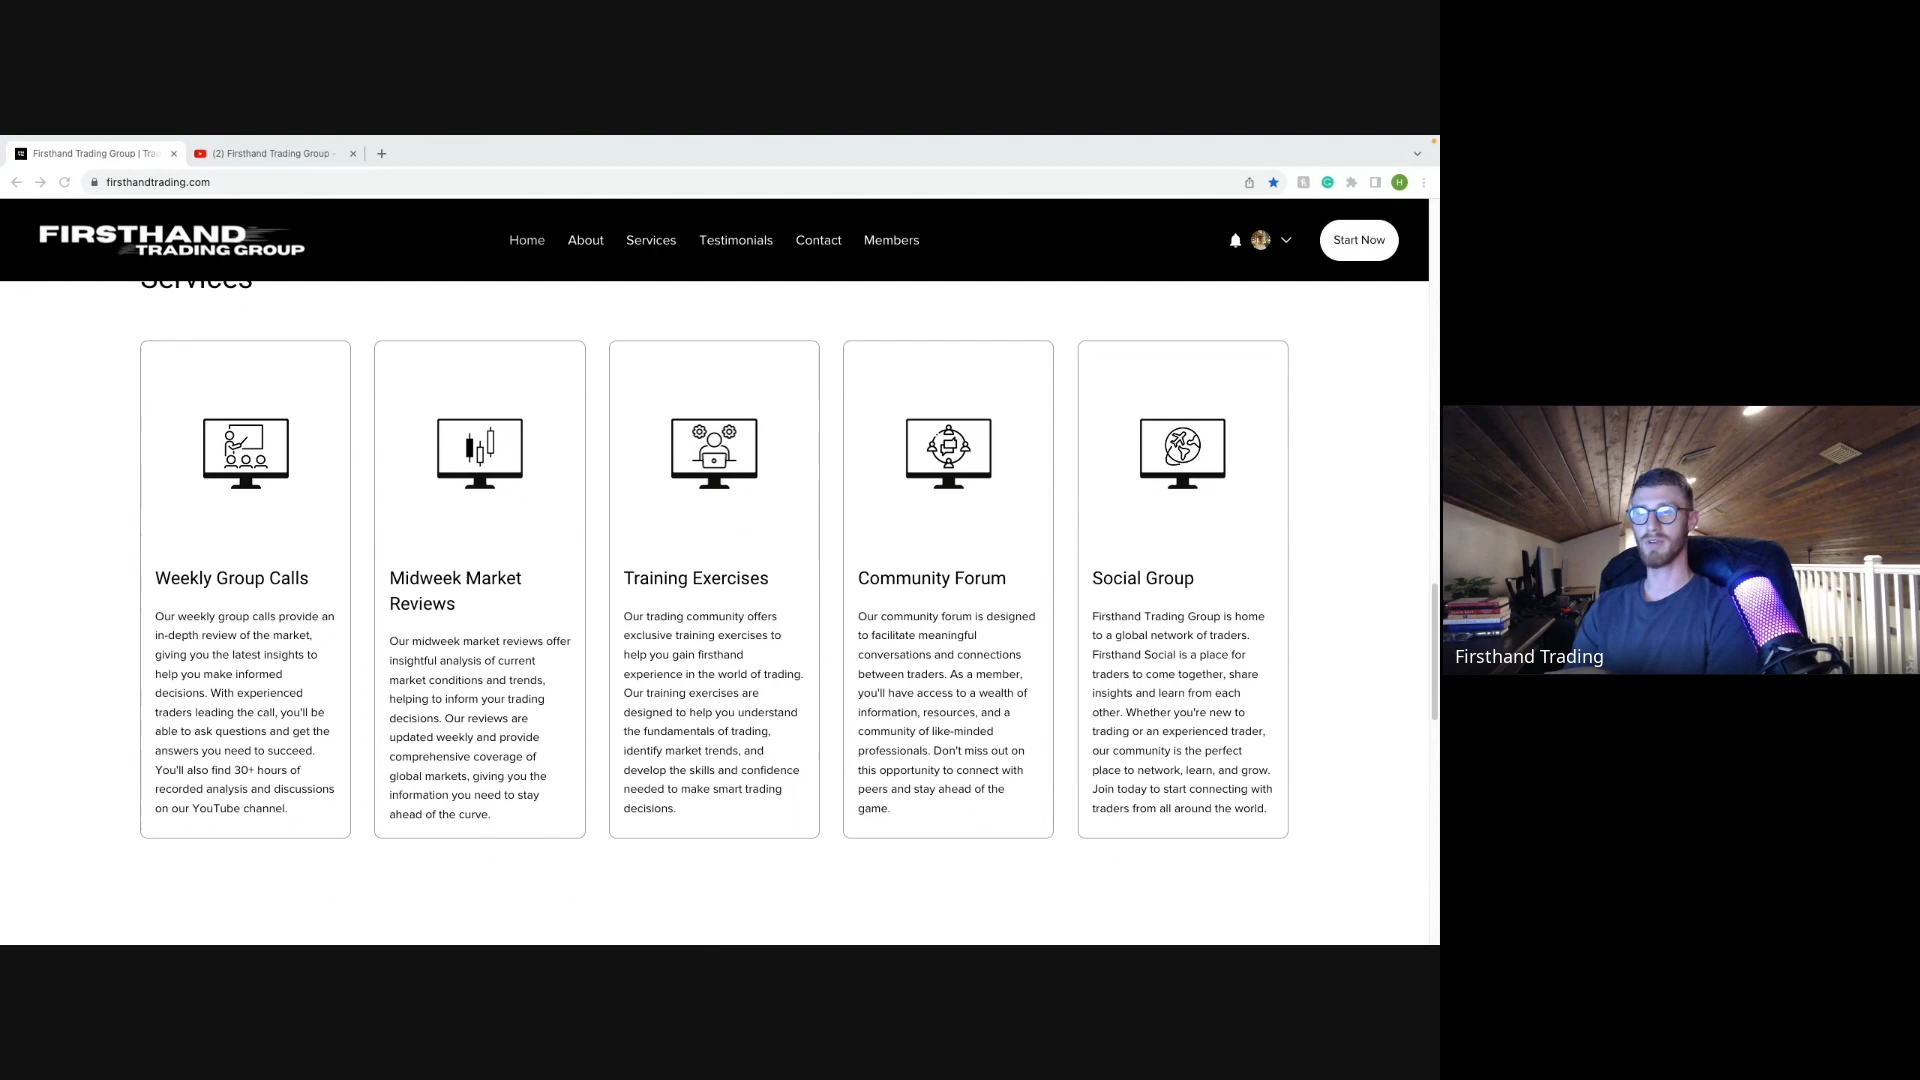 Firsthand Trading Group | Tra
(2) Firsthand Trading Group -
firsthandtrading.com
H
FIRSTHAND
TRADING GROUP
Home
About
Services
Testimonials
Contact
Members
Start Now
Services
Weekly Group Calls
Our weekly group calls provide an
in-depth review of the market,
giving you the latest insights to
help you make informed
decisions. With experienced
traders leading the call, you'll be
able to ask questions and get the
answers you need to succeed.
You'll also find 30+ hours of
recorded analysis and discussions
on our YouTube channel.
Midweek Market
Reviews
Our midweek market reviews offer
insightful analysis of current
market conditions and trends,
helping to inform your trading
decisions. Our reviews are
updated weekly and provide
comprehensive coverage of
global markets, giving you the
information you need to stay
ahead of the curve.
Training Exercises
Our trading community offers
exclusive training exercises to
help you gain firsthand
experience in the world of trading.
Our training exercises are
designed to help you understand
the fundamentals of trading,
identify market trends, and
develop the skills and confidence
needed to make smart trading
decisions.
Community Forum
Our community forum is designed
to facilitate meaningful
conversations and connections
between traders. As a member,
you'll have access to a wealth of
information, resources, and a
community of like-minded
professionals. Don't miss out on
this opportunity to connect with
peers and stay ahead of the
game.
Social Group
Firsthand Trading Group is home
to a global network of traders.
Firsthand Social is a place for
traders to come together, share
insights and learn from each
other. Whether you're new to
trading or an experienced trader,
our community is the perfect
place to network, learn, and grow.
Join today to start connecting with
traders from all around the world.
Firsthand Trading